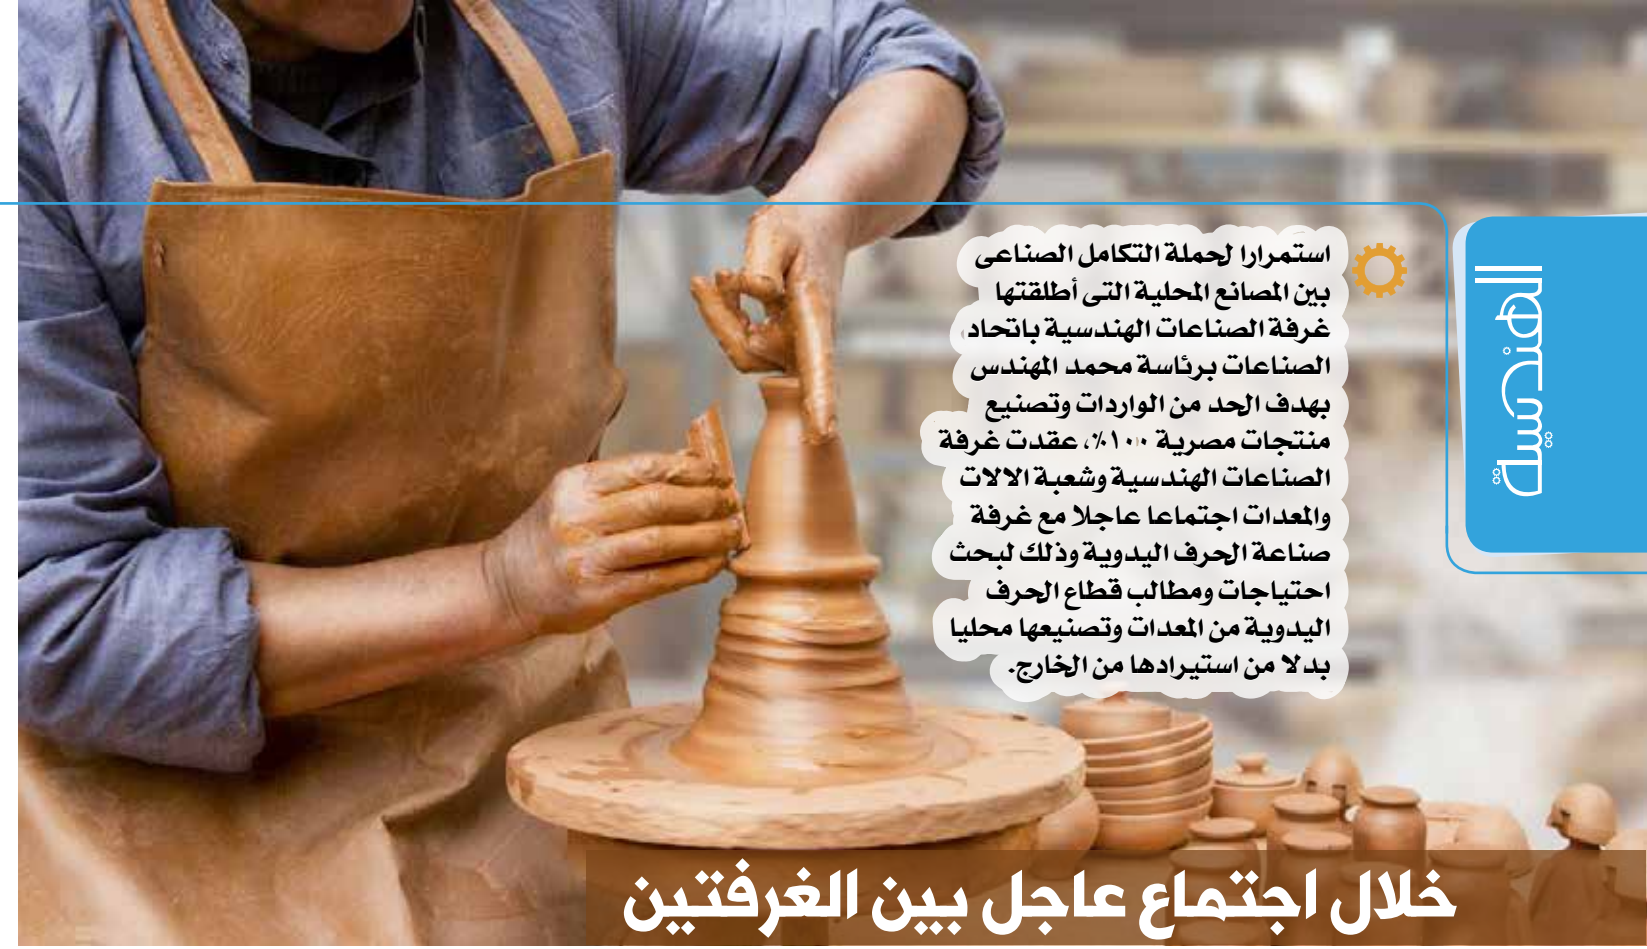 الهندسية
استمرارا لحملة التكامل الصناعى
بين المصانع المحلية التى أطلقتها
غرفة الصناعات الهندسية باتحاد
الصناعات برئاسة محمد المهندس
بهدف الحد من الواردات وتصنيع
منتجات مصرية ١٠٠٪، عقدت غرفة
الصناعات الهندسية وشعبة الالات
والمعدات اجتماعا عاجلا مع غرفة
صناعة الحرف اليدوية وذلك لبحث
احتياجات ومطالب قطاع الحرف
اليدوية من المعدات وتصنيعها محليا
بدلا من استيرادها من الخارج.
خلال اجتماع عاجل بين الغرفتين